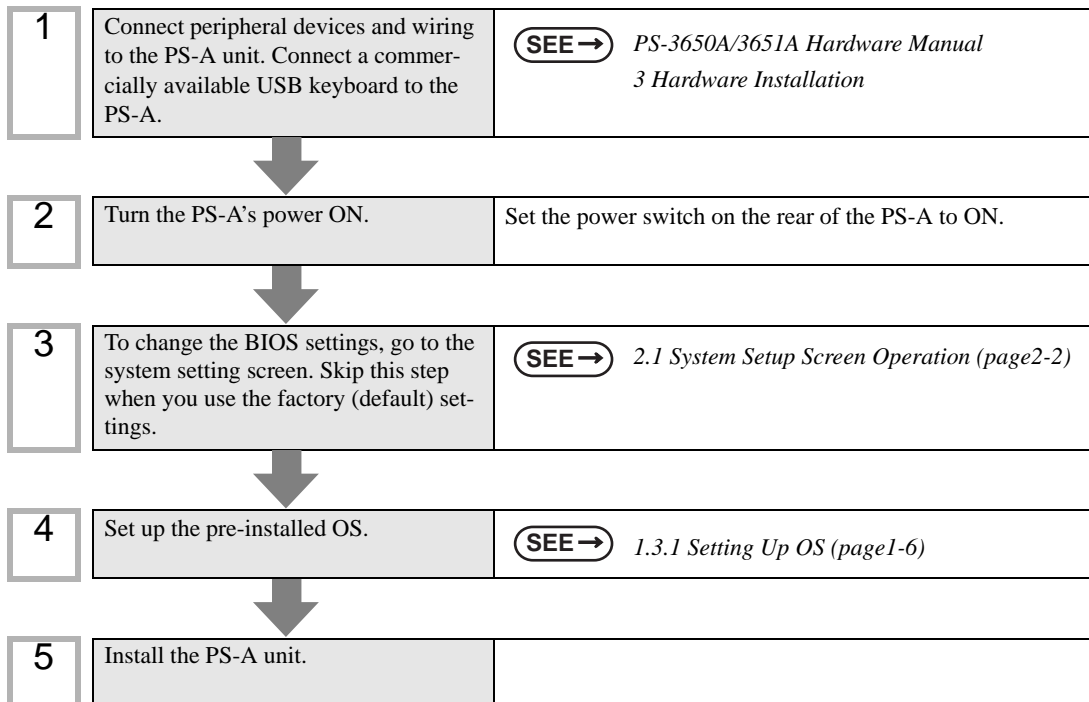 1
Connect peripheral devices and wiring
to the PS-A unit. Connect a commer-
cially available USB keyboard to the
PS-A.
SEE→
PS-3650A/3651A Hardware Manual
3 Hardware Installation
2
Turn the PS-A's power ON.
Set the power switch on the rear of the PS-A to ON.
3
To change the BIOS settings, go to the
system setting screen. Skip this step
when you use the factory (default) set-
tings.
SEE→
2.1 System Setup Screen Operation (page2-2)
4
Set up the pre-installed OS.
SEE→
1.3.1 Setting Up OS (page1-6)
5
Install the PS-A unit.